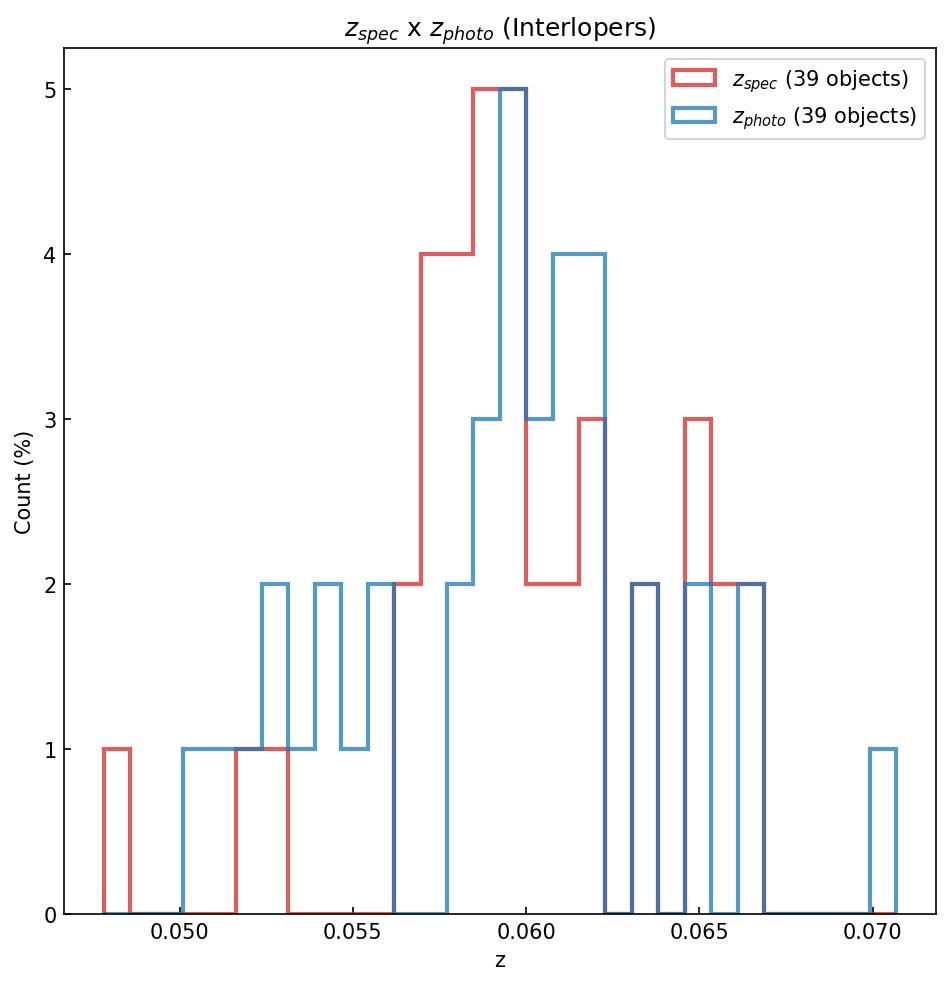 z_spec x z_photo (Interlopers)
z_spec (39 objects)
z_photo (39 objects)
Count (%)
5
4
3
2
1
0
0.050 0.055 0.060 0.065 0.070
z